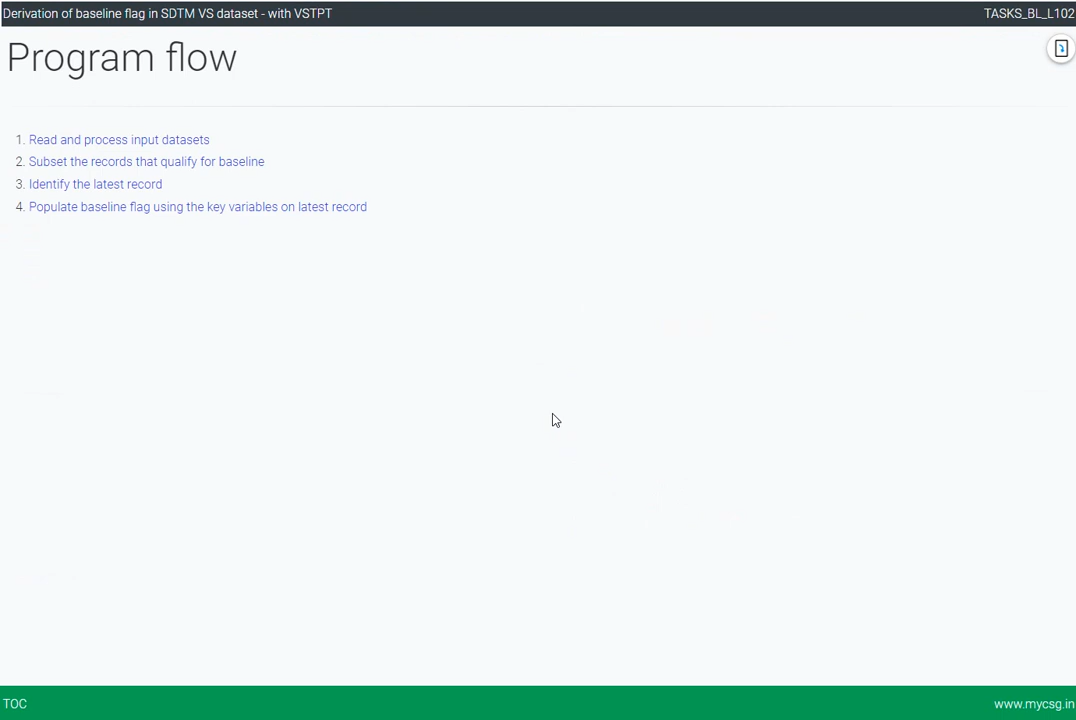 Derivation of baseline flag in SDTM VS dataset - with VSTPT
TASKS_BL_L102
Program flow
1. Read and process input datasets
2. Subset the records that qualify for baseline
3. Identify the latest record
4. Populate baseline flag using the key variables on latest record
TOC
www.mycsg.in